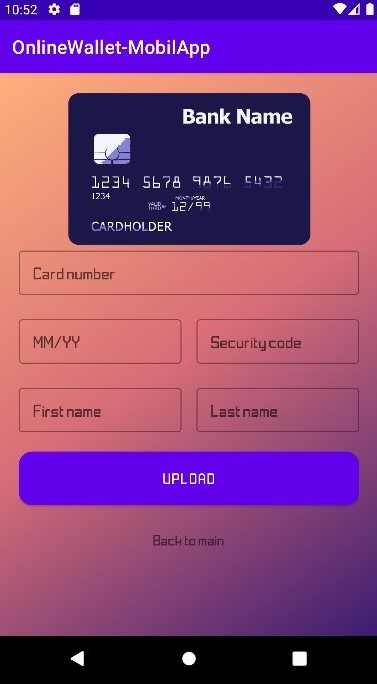 10:52
OnlineWallet-MobilApp
Bank Name
1234 5678 9876 5432
1234
MONTH/YEAR
VALID THRU 12/99
CARDHOLDER
Card number
MM/YY Security code
First name Last name
UPLOAD
Back to main